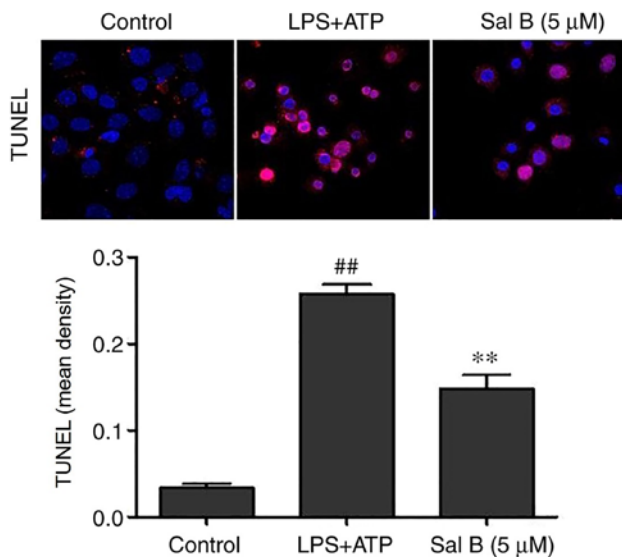 Control LPS+ATP Sal B (5 μM)
TUNEL
TUNEL (mean density)
0.3
0.2
0.1
0.0
##
**
Control LPS+ATP Sal B (5 μM)